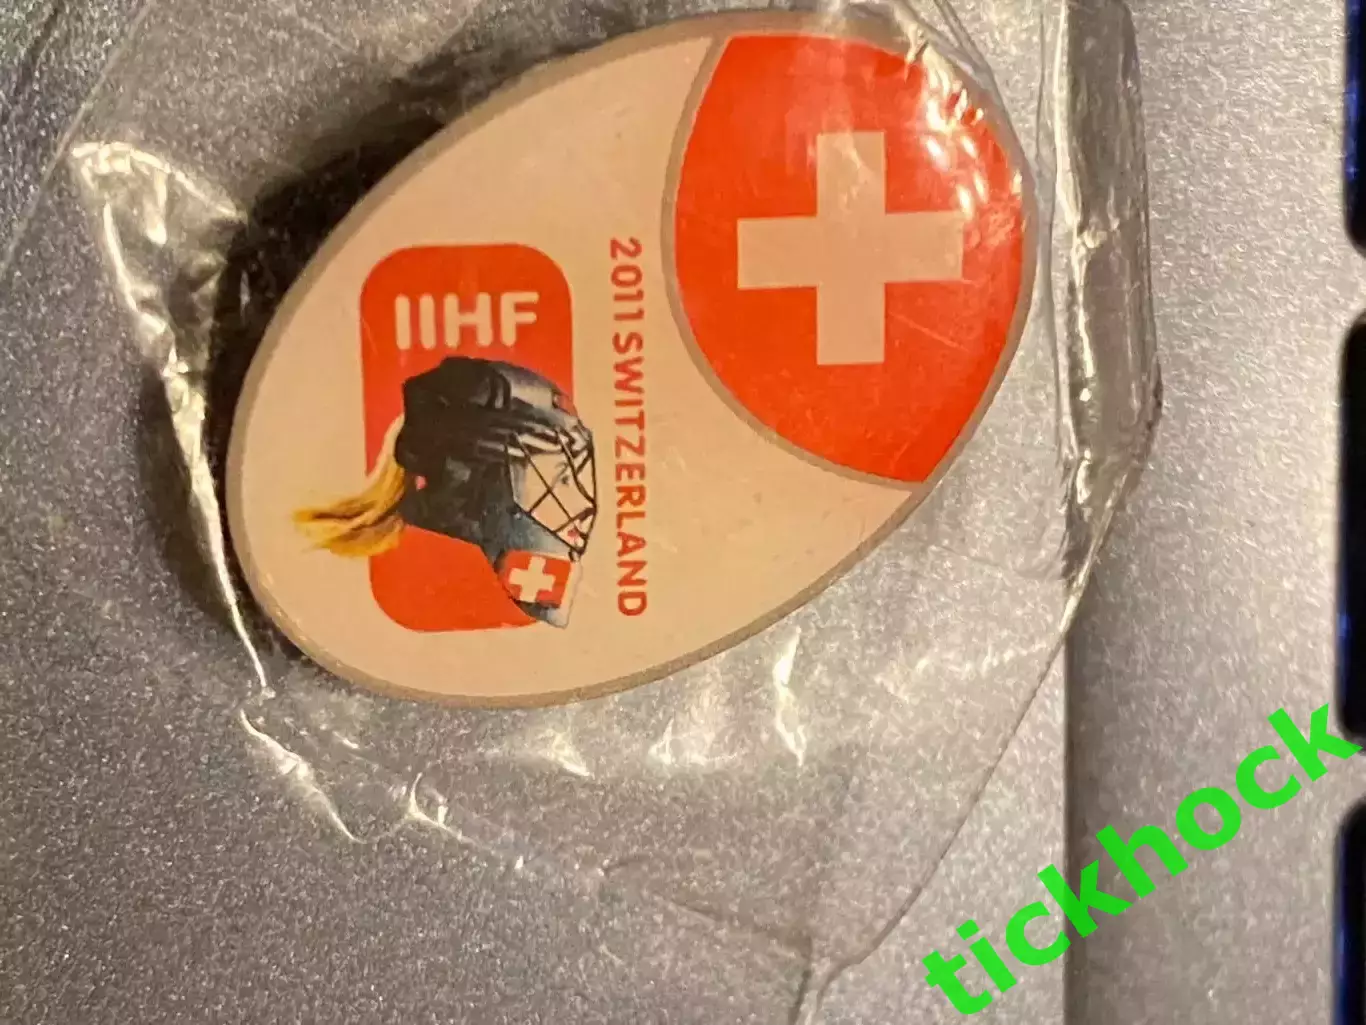 IIHF
2011 SWITZERLAND
tickhock